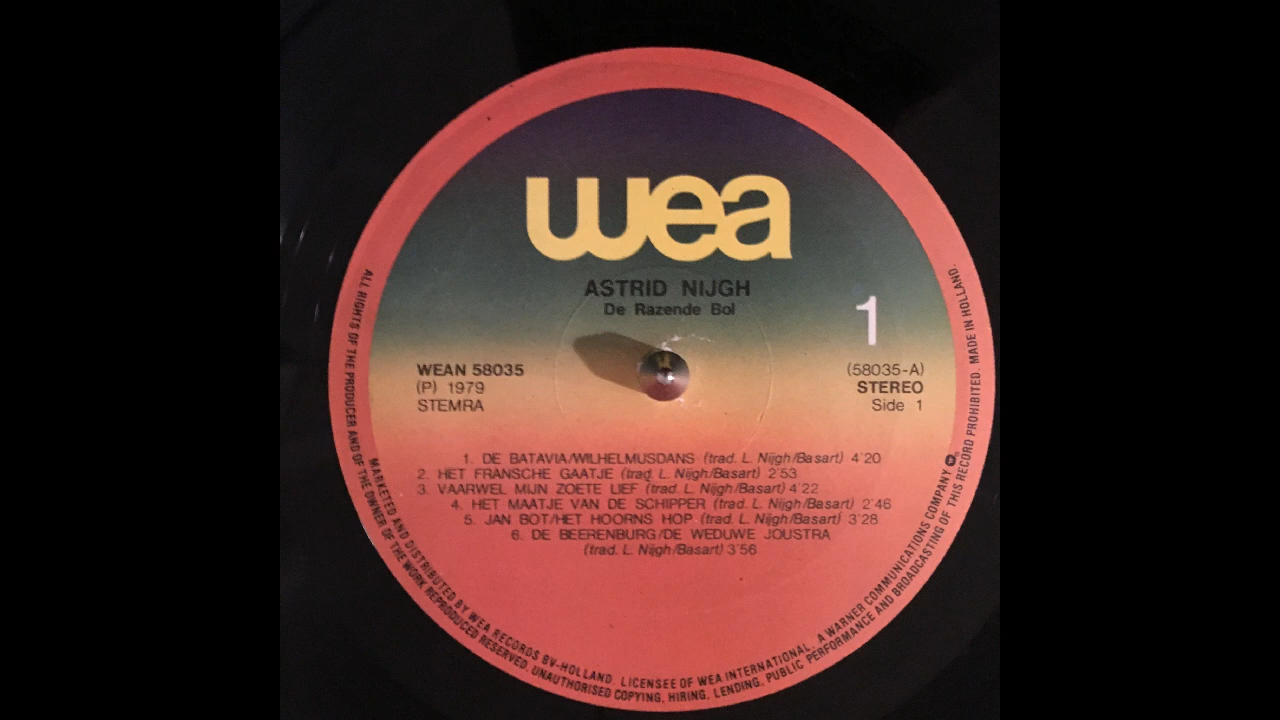 wea
ASTRID NIJGH
De Razende Bol
1
WEAN 58035
(P) 1979
STEMRA
(58035-A)
STEREO
Side 1
1. DE BATAVIA/WILHELMUSDANS (trad. L. Nijgh/Basart) 4'20
2. HET FRANSCHE GAATJE (trad. L. Nijgh/Basart) 2'53
3. VAARWEL MIJN ZOETE LIEF (trad. L. Nijgh/Basart) 4'22
4. HET MAATJE VAN DE SCHIPPER (trad. L. Nijgh/Basart) 2'46
5. JAN BOT/HET HOORNS HOP (trad. L. Nijgh/Basart) 3'28
6. DE BEERENBURG/DE WEDUWE JOUSTRA
(trad. L. Nijgh/Basart) 3'56
MARKETED AND DISTRIBUTED BY WEA RECORDS BV-HOLLAND. LICENSEE OF WEA INTERNATIONAL. A WARNER COMMUNICATIONS COMPANY
ALL RIGHTS OF THE PRODUCER AND OF THE OWNER OF THE WORK REPRODUCED RESERVED. UNAUTHORISED COPYING, HIRING, LENDING, PUBLIC PERFORMANCE AND BROADCASTING OF THIS RECORD PROHIBITED. MADE IN HOLLAND.